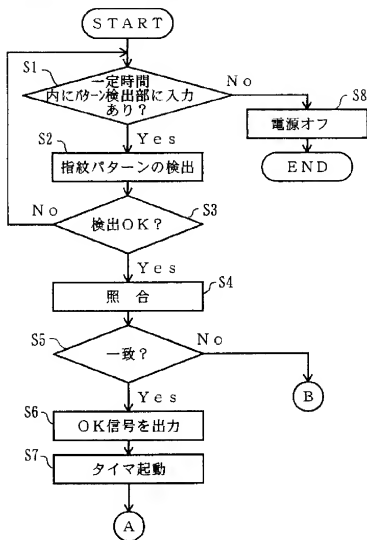 START
S1
一定時間
内にパターン検出部に入力
あり?
No
Yes
S8
電源オフ
END
S2
指紋パターンの検出
No
S3
検出OK?
Yes
S4
照 合
S5
一致?
No
Yes
B
S6
OK信号を出力
S7
タイマ起動
A